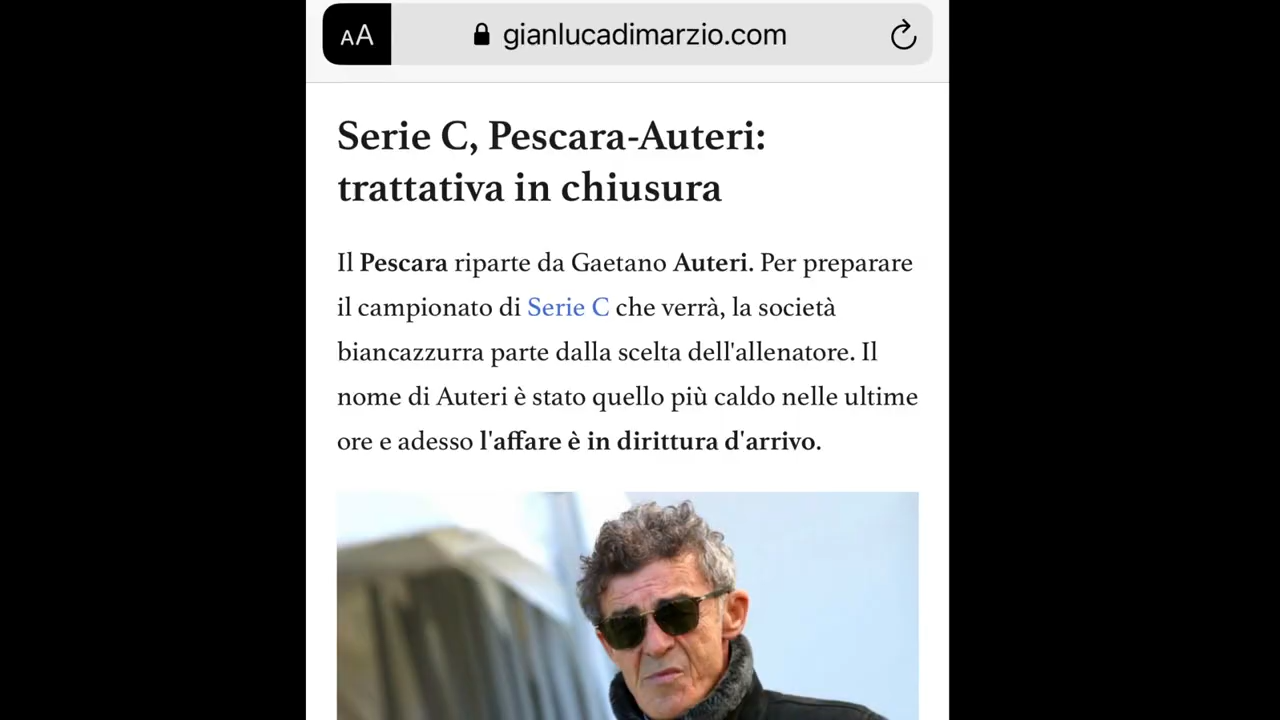 AA gianlucadimarzio.com
Serie C, Pescara-Auteri:
trattativa in chiusura
Il Pescara riparte da Gaetano Auteri. Per preparare
il campionato di Serie C che verrà, la società
biancazzurra parte dalla scelta dell'allenatore. Il
nome di Auteri è stato quello più caldo nelle ultime
ore e adesso l'affare è in dirittura d'arrivo.